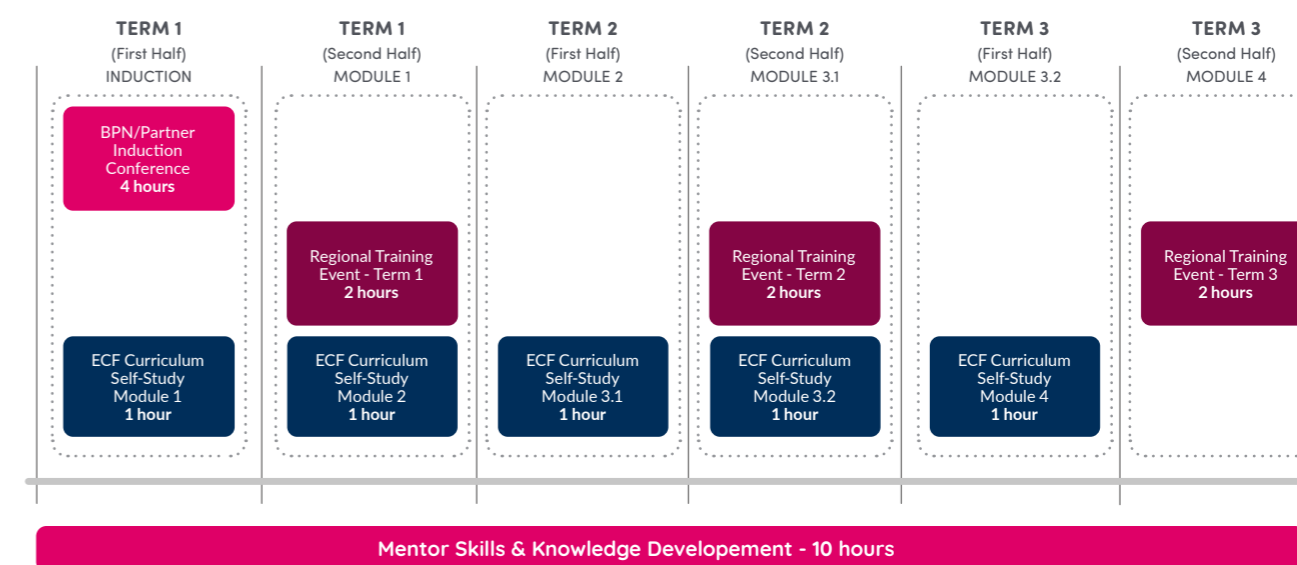 TERM 1
(First Half)
INDUCTION
TERM 1
(Second Half)
MODULE 1
TERM 2
(First Half)
MODULE 2
TERM 2
(Second Half)
MODULE 3.1
TERM 3
(First Half)
MODULE 3.2
TERM 3
(Second Half)
MODULE 4
BPN/Partner
Induction
Conference
4 hours
Regional Training
Event - Term 1
2 hours
Regional Training
Event - Term 2
2 hours
Regional Training
Event - Term 3
2 hours
ECF Curriculum
Self-Study
Module 1
1 hour
ECF Curriculum
Self-Study
Module 2
1 hour
ECF Curriculum
Self-Study
Module 3.1
1 hour
ECF Curriculum
Self-Study
Module 3.2
1 hour
ECF Curriculum
Self-Study
Module 4
1 hour
Mentor Skills & Knowledge Developement - 10 hours